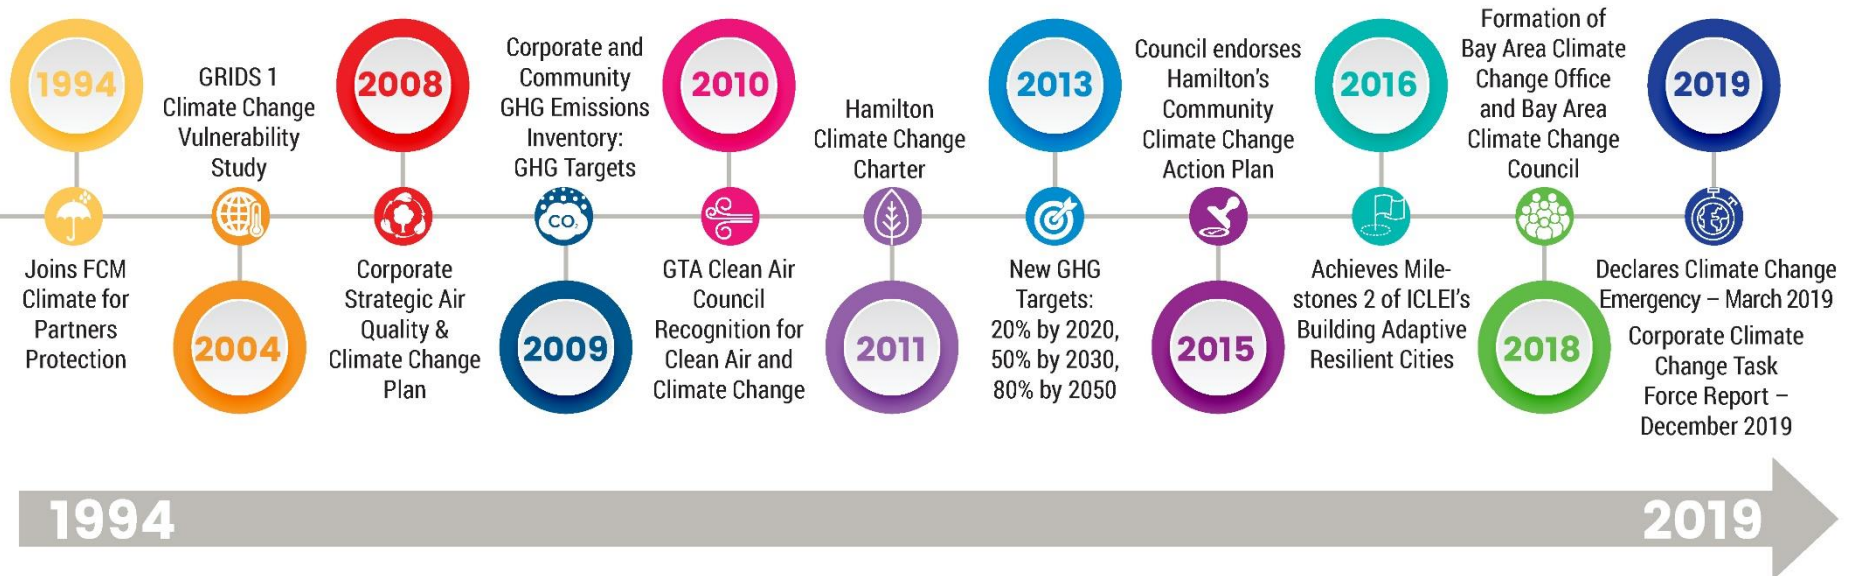 1994
Joins FCM
Climate for
Partners
Protection
GRIDS 1
Climate Change
Vulnerability
Study
2004
2008
Corporate
Strategic Air
Quality &
Climate Change
Plan
Corporate and
Community
GHG Emissions
Inventory:
GHG Targets
CO2
2009
2010
GTA Clean Air
Council
Recognition for
Clean Air and
Climate Change
Hamilton
Climate Change
Charter
2011
2013
New GHG
Targets:
20% by 2020,
50% by 2030,
80% by 2050
Council endorses
Hamilton's
Community
Climate Change
Action Plan
2015
2016
Achieves Mile-
stones 2 of ICLEI's
Building Adaptive
Resilient Cities
Formation of
Bay Area Climate
Change Office
and Bay Area
Climate Change
Council
2018
2019
Declares Climate Change
Emergency – March 2019
Corporate Climate
Change Task
Force Report –
December 2019
1994
2019